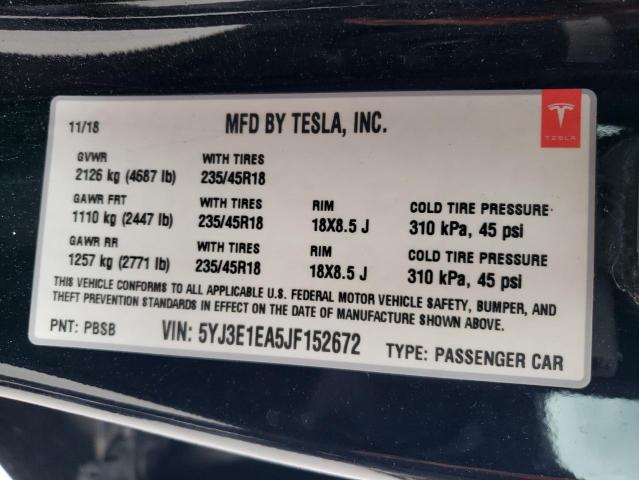 11/18 MFD BY TESLA, INC. TESLA
GVWR WITH TIRES
2126 kg (4687 lb) 235/45R18
GAWR FRT WITH TIRES RIM COLD TIRE PRESSURE:
1110 kg (2447 lb) 235/45R18 18X8.5 J 310 kPa, 45 psi
GAWR RR WITH TIRES RIM COLD TIRE PRESSURE
1257 kg (2771 lb) 235/45R18 18X8.5 J 310 kPa, 45 psi
THIS VEHICLE CONFORMS TO ALL APPLICABLE U.S. FEDERAL MOTOR VEHICLE SAFETY, BUMPER, AND
THEFT PREVENTION STANDARDS IN EFFECT ON THE DATE OF MANUFACTURE SHOWN ABOVE.
PNT: PBSB VIN: 5YJ3E1EA5JF152672 TYPE: PASSENGER CAR